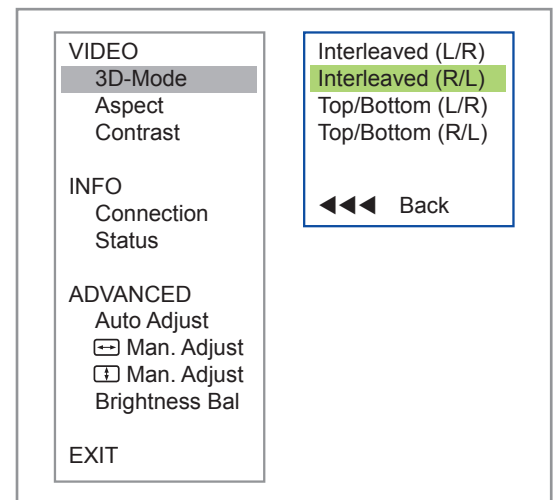 VIDEO
3D-Mode
Aspect
Contrast
INFO
Connection
Status
ADVANCED
Auto Adjust
Man. Adjust
Man. Adjust
Brightness Bal
EXIT
Interleaved (L/R)
Interleaved (R/L)
Top/Bottom (L/R)
Top/Bottom (R/L)
◀◀◀ Back